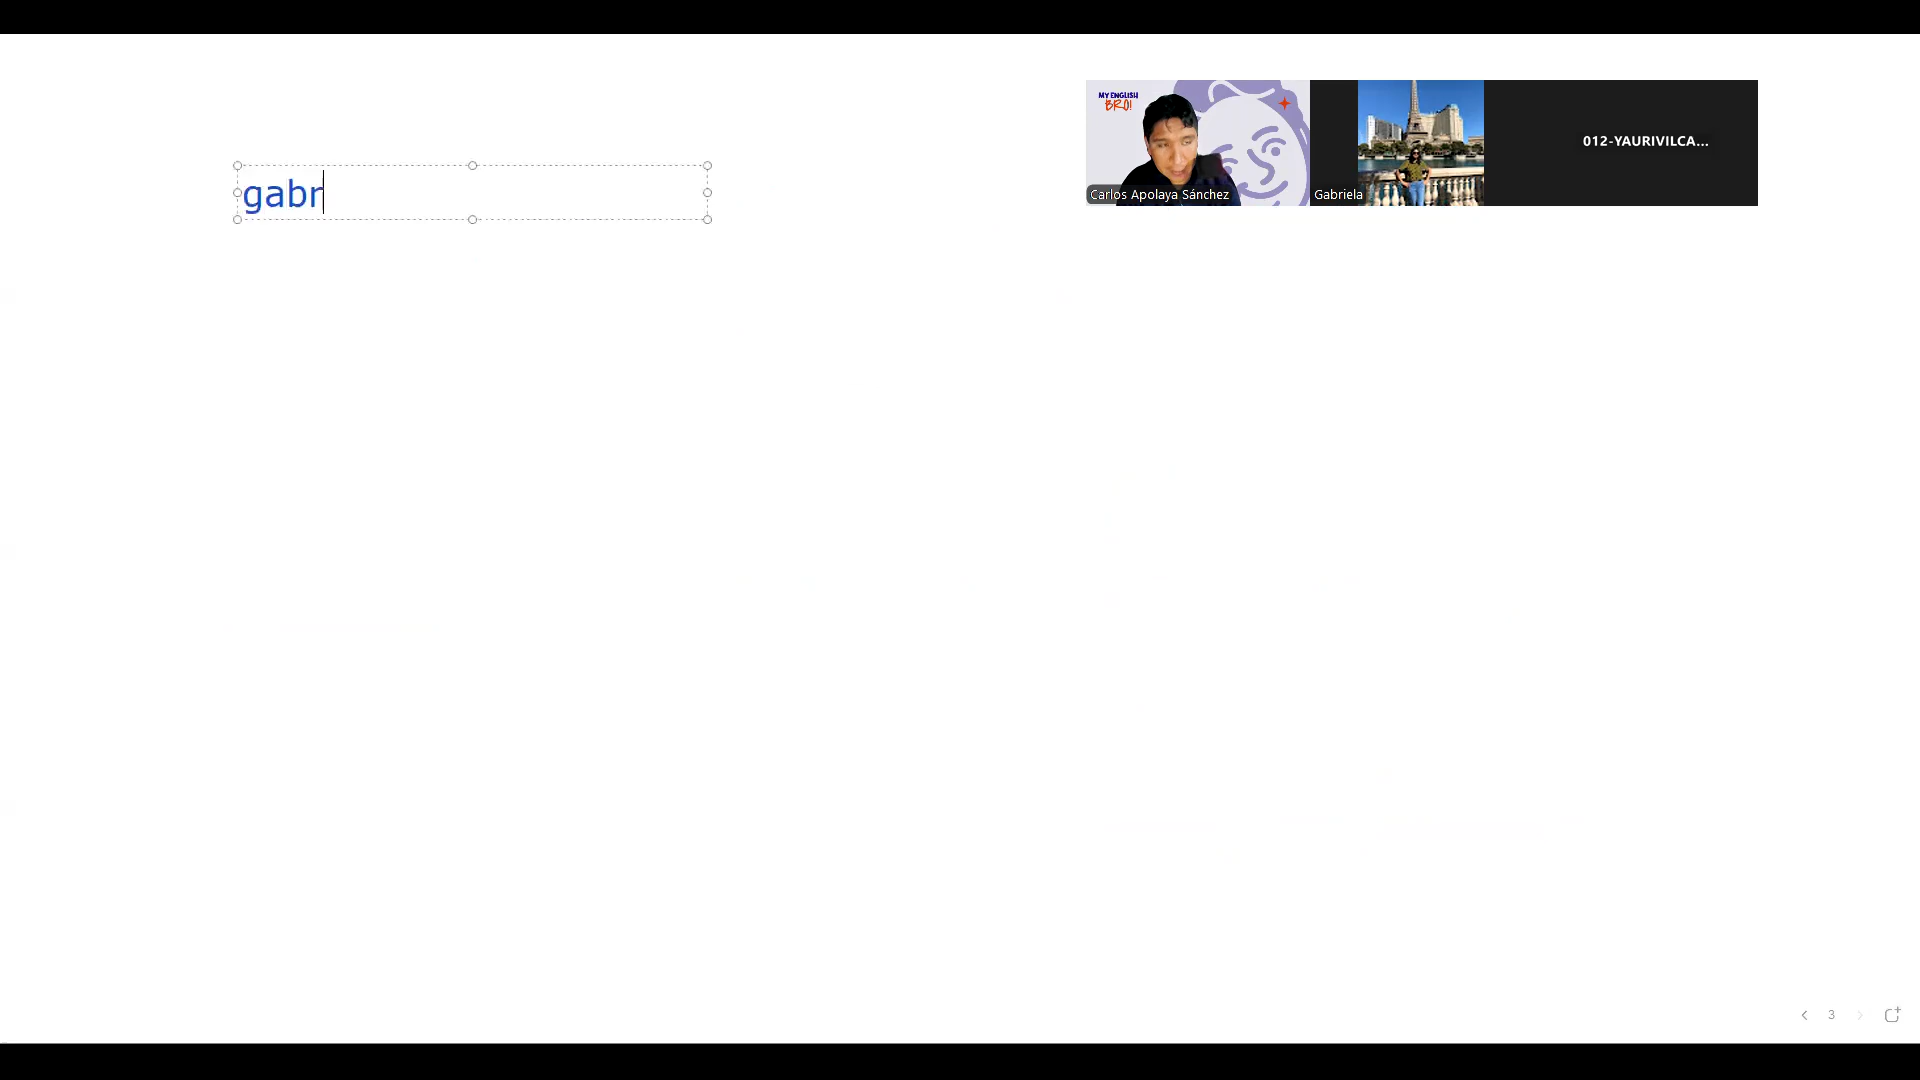 MY ENGLISH
BRO!
gabr
012-YAURIVILCA...
Carlos Apolaya Sánchez
Gabriela
3